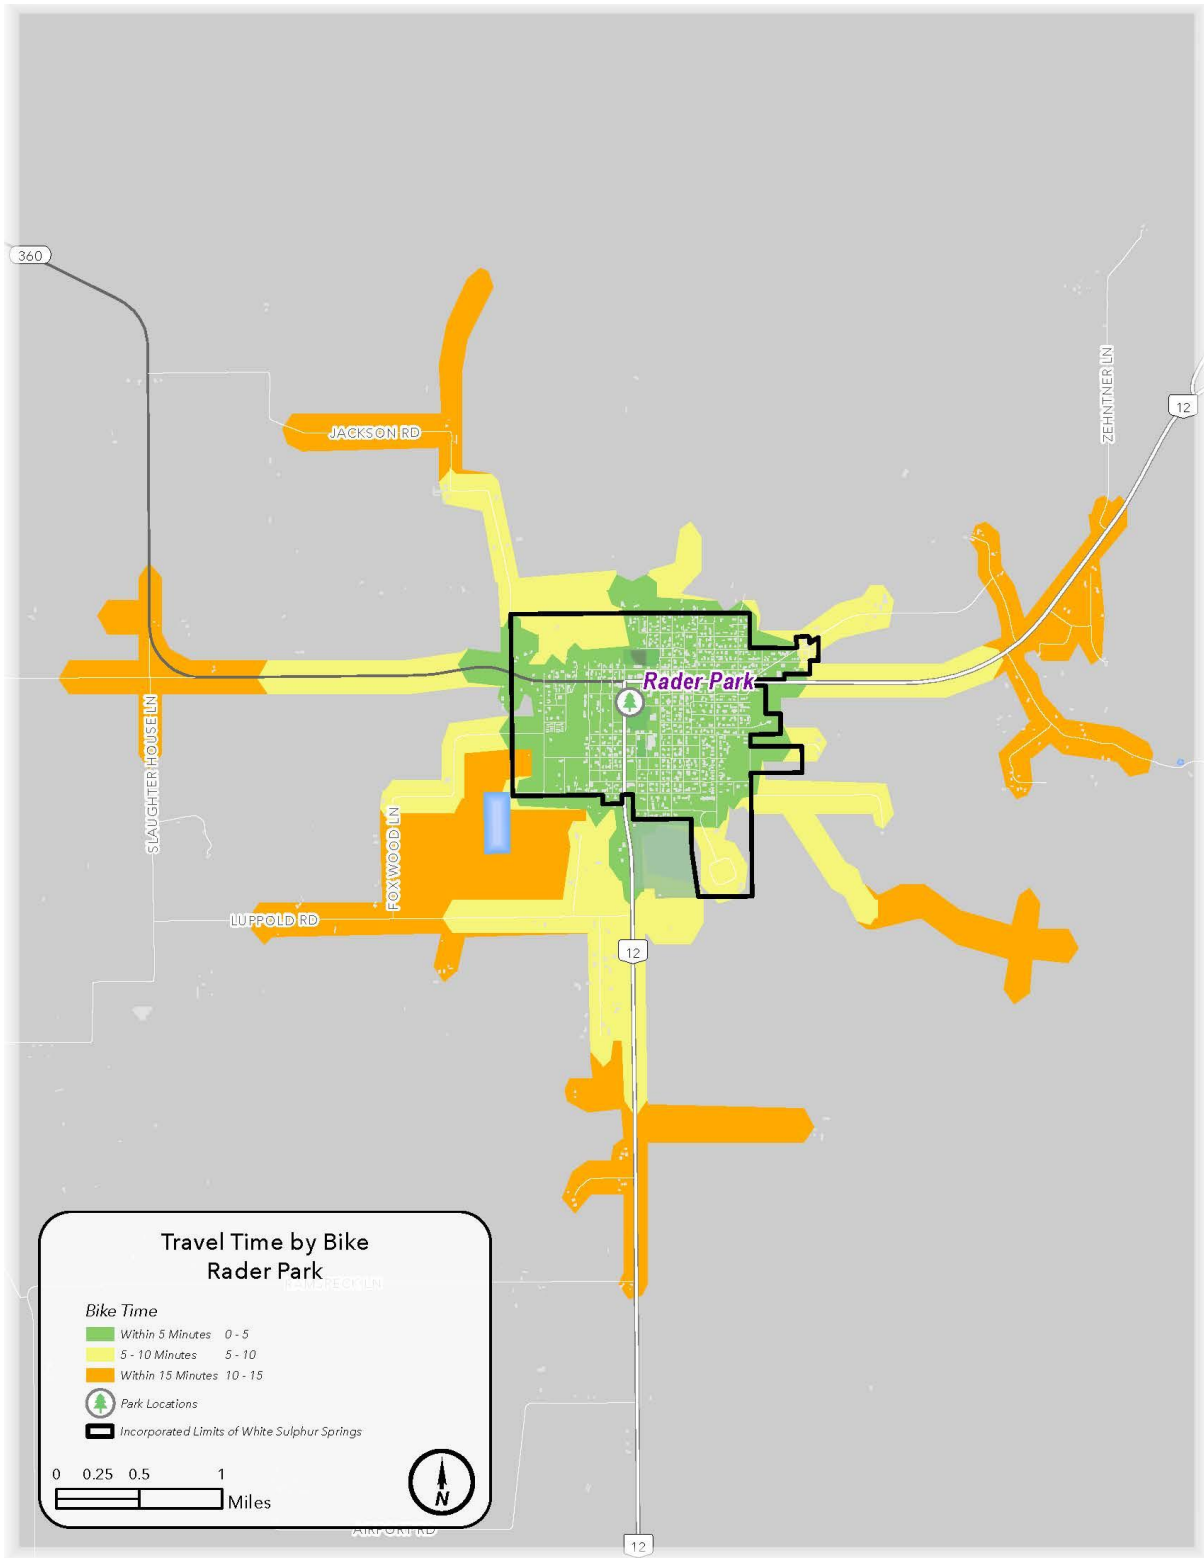 360
12
ZEHNTNER LN
JACKSON RD
Rader Park
SLAUGHTER HOUSE LN
FOXWOOD LN
LUPPOLD RD
12
Travel Time by Bike
Rader Park
Bike Time
Within 5 Minutes 0 - 5
5 - 10 Minutes 5 - 10
Within 15 Minutes 10 - 15
Park Locations
Incorporated Limits of White Sulphur Springs
0 0.25 0.5 1
Miles
N
AIRPORT RD
12